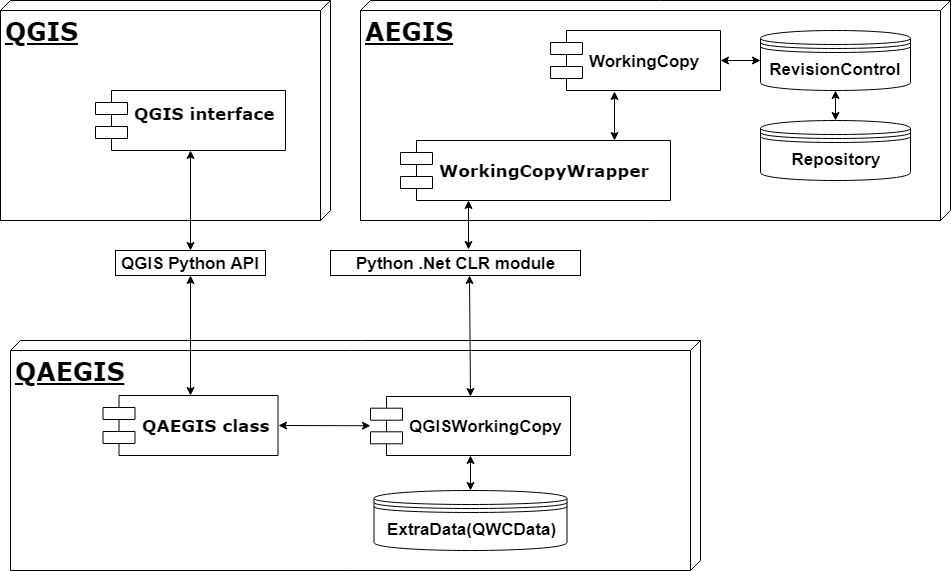 QGIS
QGIS interface
AEGIS
WorkingCopy
RevisionControl
Repository
WorkingCopyWrapper
QGIS Python API
Python .Net CLR module
QAEGIS
QAEGIS class
QGISWorkingCopy
ExtraData(QWCData)